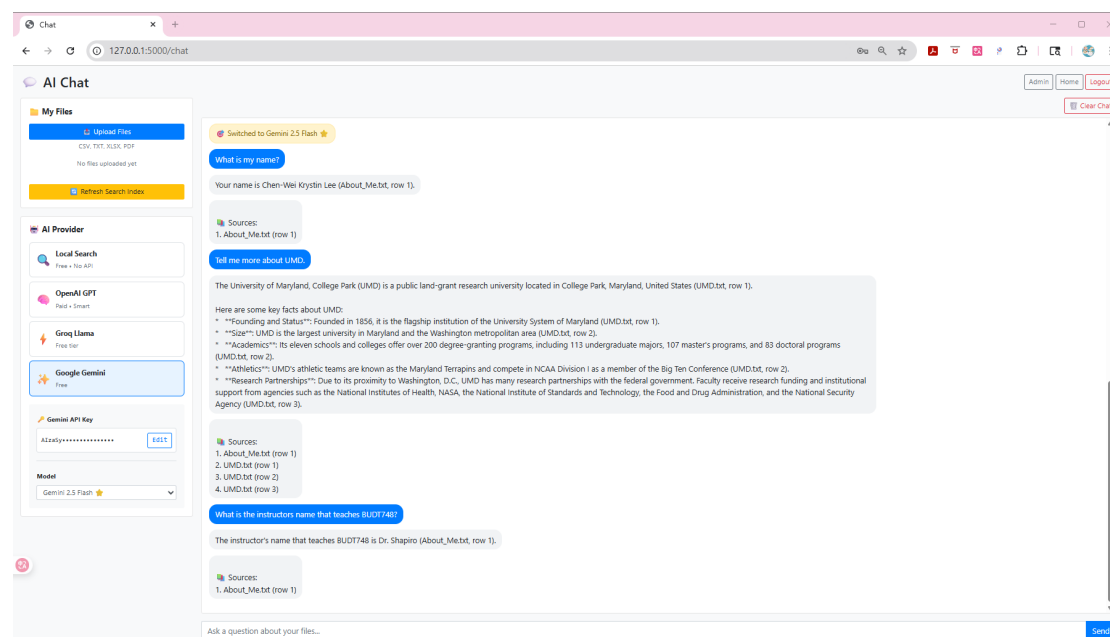 Chat
127.0.0.1:5000/chat
AI Chat
Admin
Home
Logout
My Files
Upload Files
CSV, TXT, XLSX, PDF
No files uploaded yet
Refresh Search Index
AI Provider
Local Search
Free • No API
OpenAI GPT
Paid • Smart
Groq Llama
Free tier
Google Gemini
Free
Gemini API Key
AIzaSy••••••••••••••
Edit
Model
Gemini 2.5 Flash
Clear Chat
Switched to Gemini 2.5 Flash
What is my name?
Your name is Chen-Wei Krystin Lee (About_Me.txt, row 1).
Sources:
1. About_Me.txt (row 1)
Tell me more about UMD.
The University of Maryland, College Park (UMD) is a public land-grant research university located in College Park, Maryland, United States (UMD.txt, row 1).
Here are some key facts about UMD:
* **Founding and Status**: Founded in 1856, it is the flagship institution of the University System of Maryland (UMD.txt, row 1).
* **Size**: UMD is the largest university in Maryland and the Washington metropolitan area (UMD.txt, row 2).
* **Academics**: Its eleven schools and colleges offer over 200 degree-granting programs, including 113 undergraduate majors, 107 master's programs, and 83 doctoral programs
(UMD.txt, row 2).
* **Athletics**: UMD's athletic teams are known as the Maryland Terrapins and compete in NCAA Division I as a member of the Big Ten Conference (UMD.txt, row 2).
* **Research Partnerships**: Due to its proximity to Washington, D.C., UMD has many research partnerships with the federal government. Faculty receive research funding and institutional
support from agencies such as the National Institutes of Health, NASA, the National Institute of Standards and Technology, the Food and Drug Administration, and the National Security
Agency (UMD.txt, row 3).
Sources:
1. About_Me.txt (row 1)
2. UMD.txt (row 1)
3. UMD.txt (row 2)
4. UMD.txt (row 3)
What is the instructors name that teaches BUDT748?
The instructor's name that teaches BUDT748 is Dr. Shapiro (About_Me.txt, row 1).
Sources:
1. About_Me.txt (row 1)
Ask a question about your files...
Send